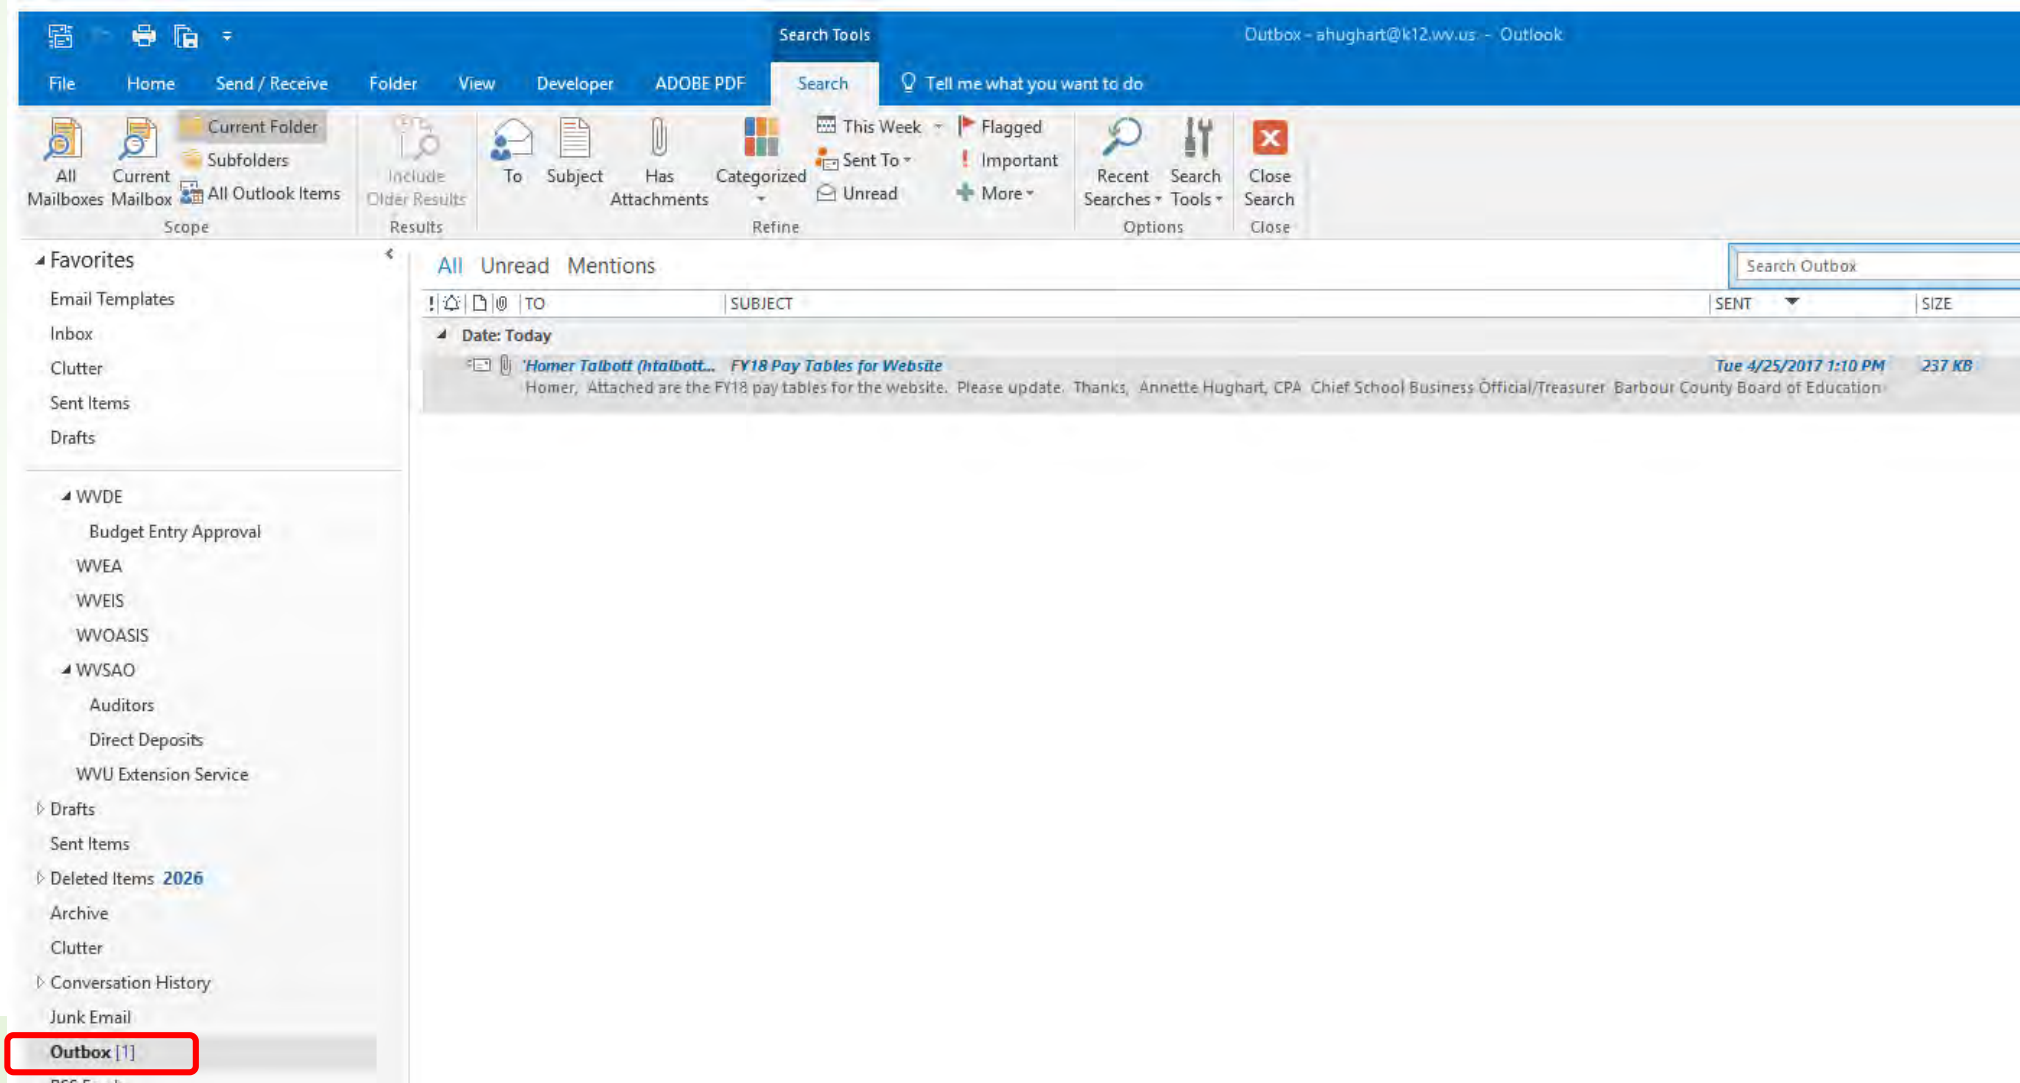 Search Tools
Outbox - ahughart@k12.wv.us - Outlook
File Home Send / Receive Folder View Developer ADOBE PDF Search Tell me what you want to do
Current Folder This Week Flagged
Subfolders Sent To Important
All Current Include To Subject Has Categorized Recent Search Close
Mailboxes Mailbox All Outlook Items Older Results Attachments Unread More Searches Tools Search
Scope Results Refine Options Close
Favorites
All Unread Mentions
Search Outbox
Email Templates
! TO SUBJECT SENT SIZE
Inbox
Date: Today
Clutter
'Homer Talbott (htalbott... FY18 Pay Tables for Website Tue 4/25/2017 1:10 PM 237 KB
Homer, Attached are the FY18 pay tables for the website. Please update. Thanks, Annette Hughart, CPA Chief School Business Official/Treasurer Barbour County Board of Education
Sent Items
Drafts
WVDE
Budget Entry Approval
WVEA
WVEIS
WVOASIS
WVSAO
Auditors
Direct Deposits
WVU Extension Service
Drafts
Sent Items
Deleted Items 2026
Archive
Clutter
Conversation History
Junk Email
Outbox [1]